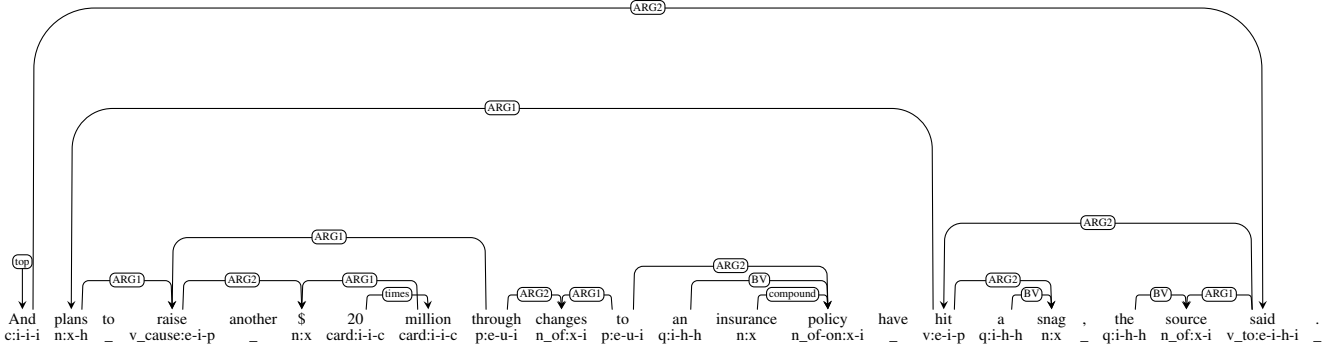 ARG2
ARG1
ARG2
ARG1
top
ARG2
ARG1 ARG2 ARG1 BV ARG2
times ARG2 ARG1 compound BV BV ARG1
And plans to raise another $ 20 million through changes to an insurance policy have hit a snag , the source said .
c:i-i-i n:x-h _ v_cause:e-i-p _ n:x card:i-i-c card:i-i-c p:e-u-i n_of:x-i p:e-u-i q:i-h-h n:x n_of-on:x-i _ v:e-i-p q:i-h-h n:x _ q:i-h-h n_of:x-i v_to:e-i-h-i _